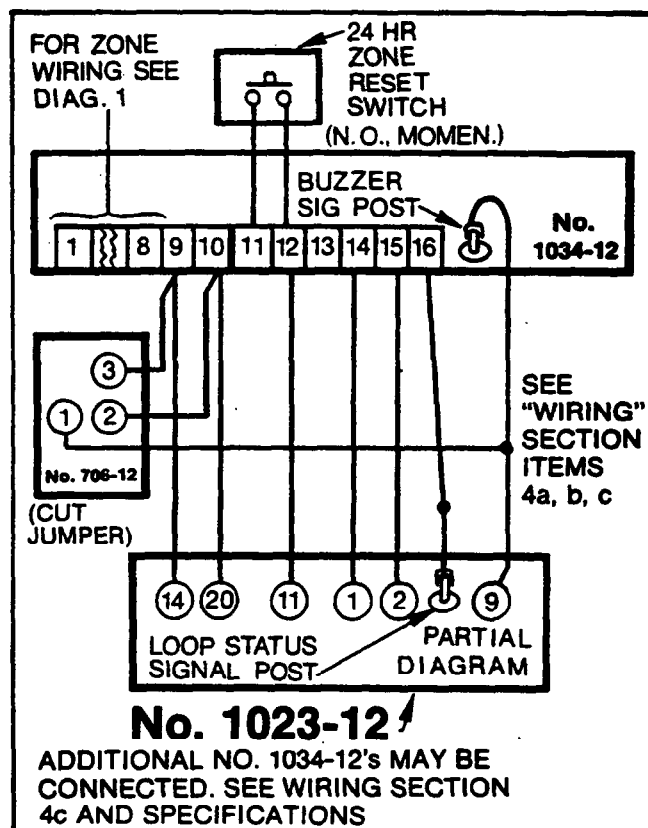 FOR ZONE
WIRING SEE
DIAG. 1
24 HR
ZONE
RESET
SWITCH
(N.O., MOMEN.)
BUZZER
SIG POST
No.
1034-12
1 8 9 10 11 12 13 14 15 16
3
1 2
No. 706-12
(CUT
JUMPER)
SEE
"WIRING"
SECTION
ITEMS
4a, b, c
14 20 11 1 2 9
LOOP STATUS
SIGNAL POST
PARTIAL
DIAGRAM
No. 1023-12
ADDITIONAL NO. 1034-12's MAY BE
CONNECTED. SEE WIRING SECTION
4c AND SPECIFICATIONS